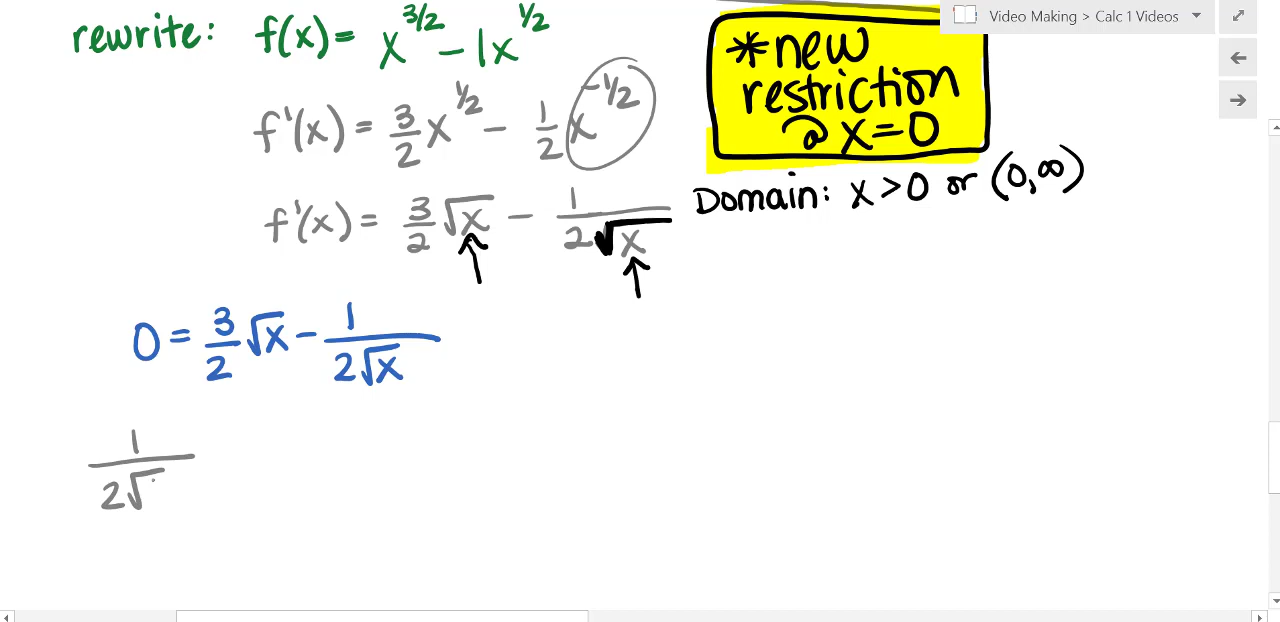 Video Making > Calc 1 Videos
rewrite: f(x) = x^3/2 - 1x^1/2
*new
restriction
@ x=0
f'(x) = 3/2 x^1/2 - 1/2 x^-1/2
Domain: x > 0 or (0,∞)
f'(x) = 3/2 √x - 1/(2√x)
0 = 3/2 √x - 1/(2√x)
1/(2√